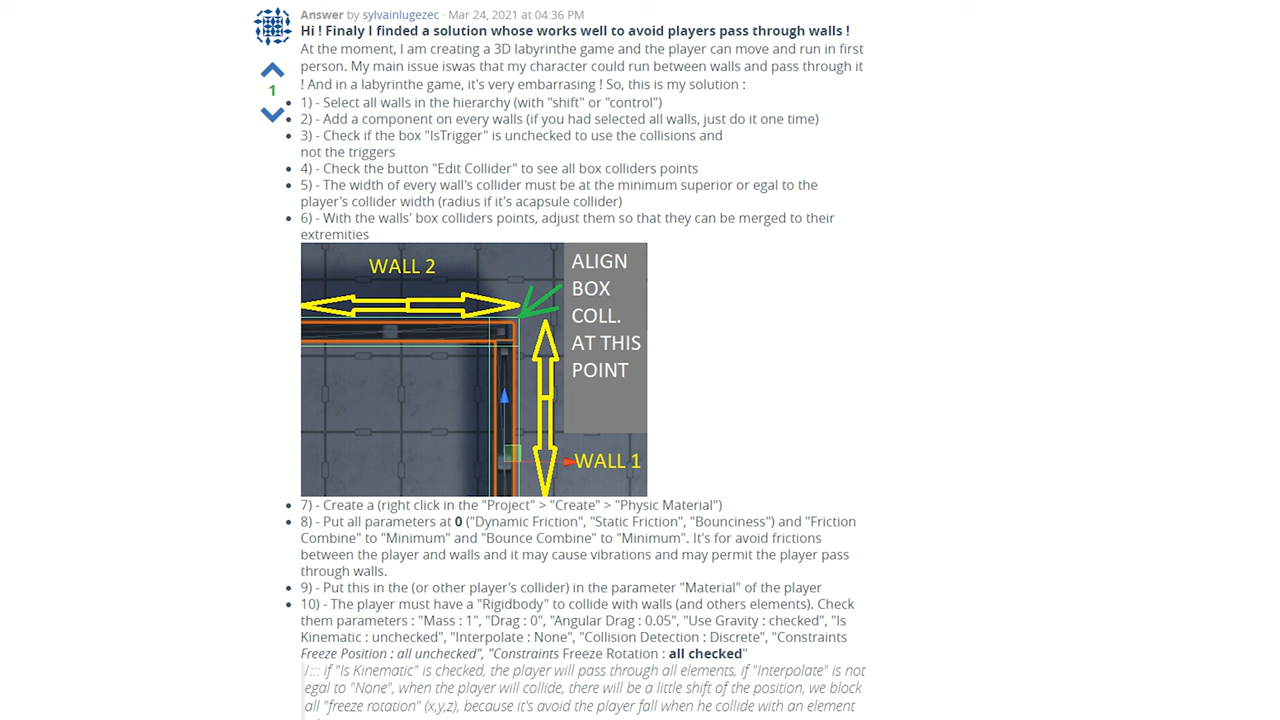 Answer by sylvainlugezec · Mar 24, 2021 at 04:36 PM
Hi ! Finaly I finded a solution whose works well to avoid players pass through walls !
At the moment, I am creating a 3D labyrinthe game and the player can move and run in first
person. My main issue iswas that my character could run between walls and pass through it
! And in a labyrinthe game, it's very embarrasing ! So, this is my solution :
1
• 1) - Select all walls in the hierarchy (with "shift" or "control")
• 2) - Add a component on every walls (if you had selected all walls, just do it one time)
• 3) - Check if the box "IsTrigger" is unchecked to use the collisions and
not the triggers
• 4) - Check the button "Edit Collider" to see all box colliders points
• 5) - The width of every wall's collider must be at the minimum superior or egal to the
player's collider width (radius if it's acapsule collider)
• 6) - With the walls' box colliders points, adjust them so that they can be merged to their
extremities
WALL 2
ALIGN
BOX
COLL.
AT THIS
POINT
WALL 1
• 7) - Create a (right click in the "Project" > "Create" > "Physic Material")
• 8) - Put all parameters at 0 ("Dynamic Friction", "Static Friction", "Bounciness") and "Friction
Combine" to "Minimum" and "Bounce Combine" to "Minimum". It's for avoid frictions
between the player and walls and it may cause vibrations and may permit the player pass
through walls.
• 9) - Put this in the (or other player's collider) in the parameter "Material" of the player
• 10) - The player must have a "Rigidbody" to collide with walls (and others elements). Check
them parameters : "Mass : 1", "Drag : 0", "Angular Drag : 0.05", "Use Gravity : checked", "Is
Kinematic : unchecked", "Interpolate : None", "Collision Detection : Discrete", "Constraints
Freeze Position : all unchecked", "Constraints Freeze Rotation : all checked"
/::: if "Is Kinematic" is checked, the player will pass through all elements, if "Interpolate" is not
egal to "None", when the player will collide, there will be a little shift of the position, we block
all "freeze rotation" (x,y,z), because it's avoid the player fall when he collide with an element